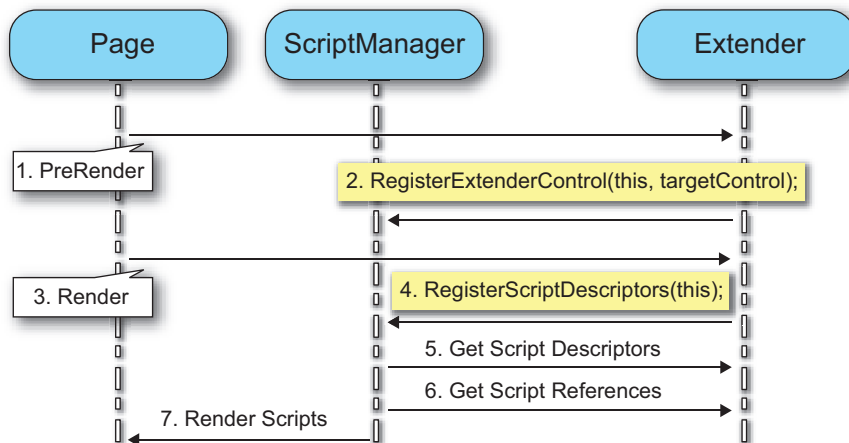 Page
ScriptManager
Extender
1. PreRender
2. RegisterExtenderControl(this, targetControl);
3. Render
4. RegisterScriptDescriptors(this);
5. Get Script Descriptors
6. Get Script References
7. Render Scripts